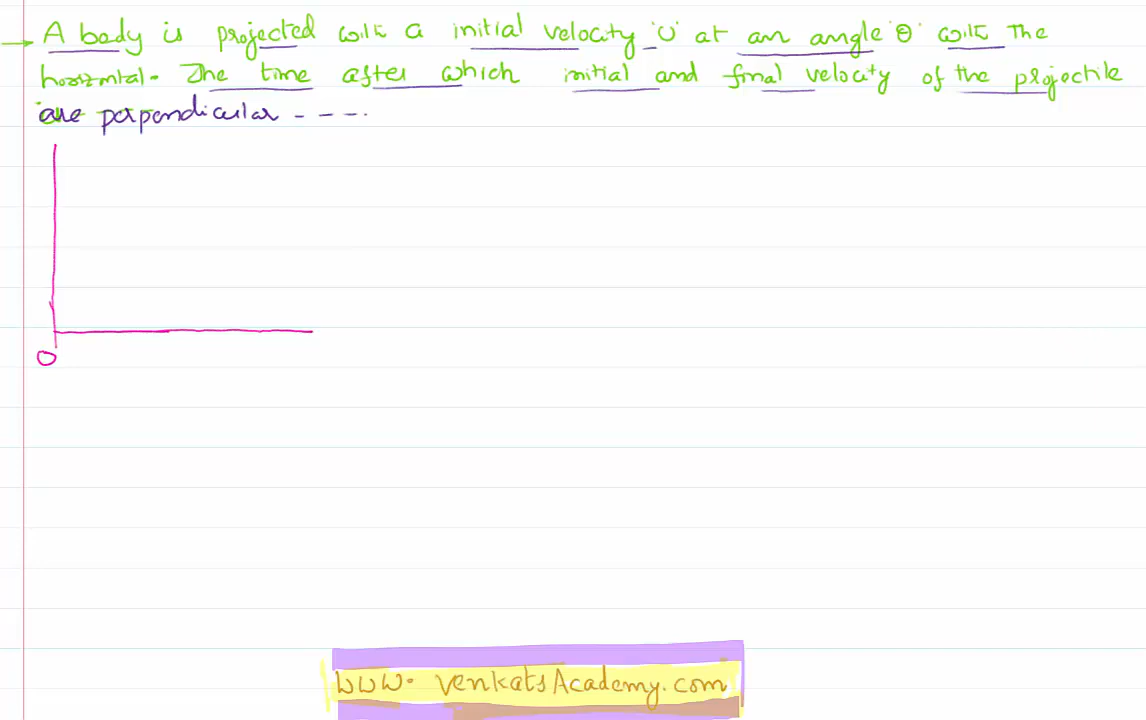 → A body is projected with a initial velocity 'U' at an angle 'θ' with the
horizontal. The time after which initial and final velocity of the projectile
are perpendicular - - - -.
O
www.venkatsAcademy.com